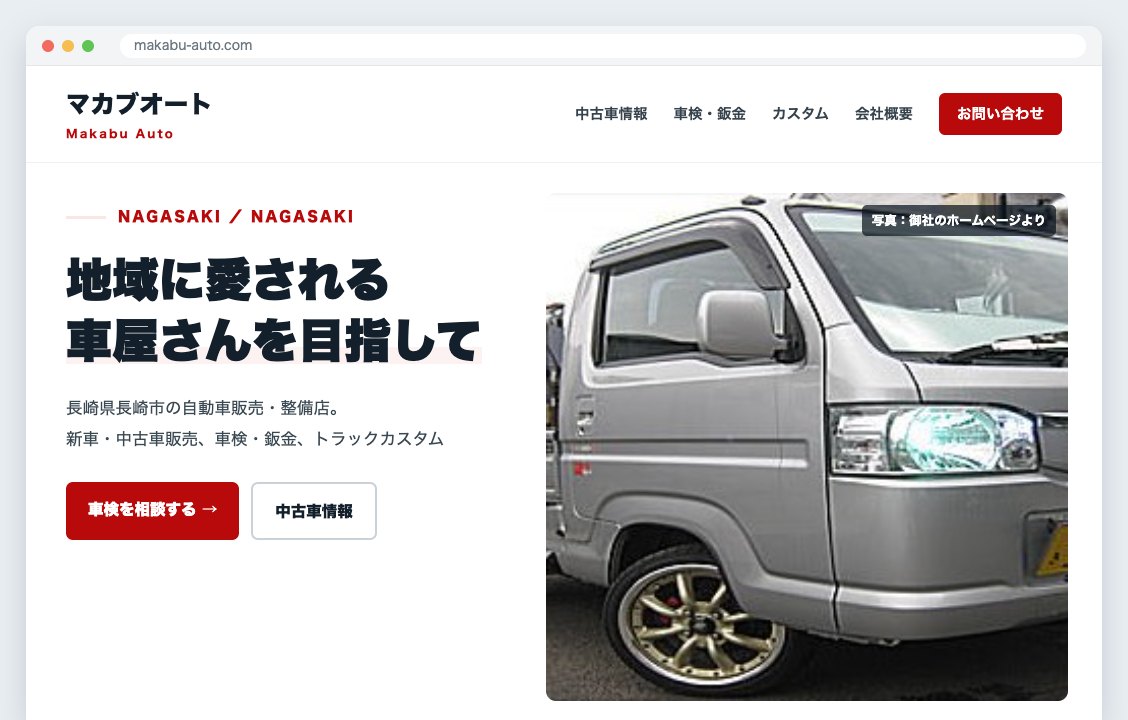 makabu-auto.com
マカブオート
Makabu Auto
中古車情報 車検・鈑金 カスタム 会社概要 お問い合わせ
NAGASAKI / NAGASAKI
地域に愛される
車屋さんを目指して
長崎県長崎市の自動車販売・整備店。
新車・中古車販売、車検・鈑金、トラックカスタム
車検を相談する →
中古車情報
写真:御社のホームページより